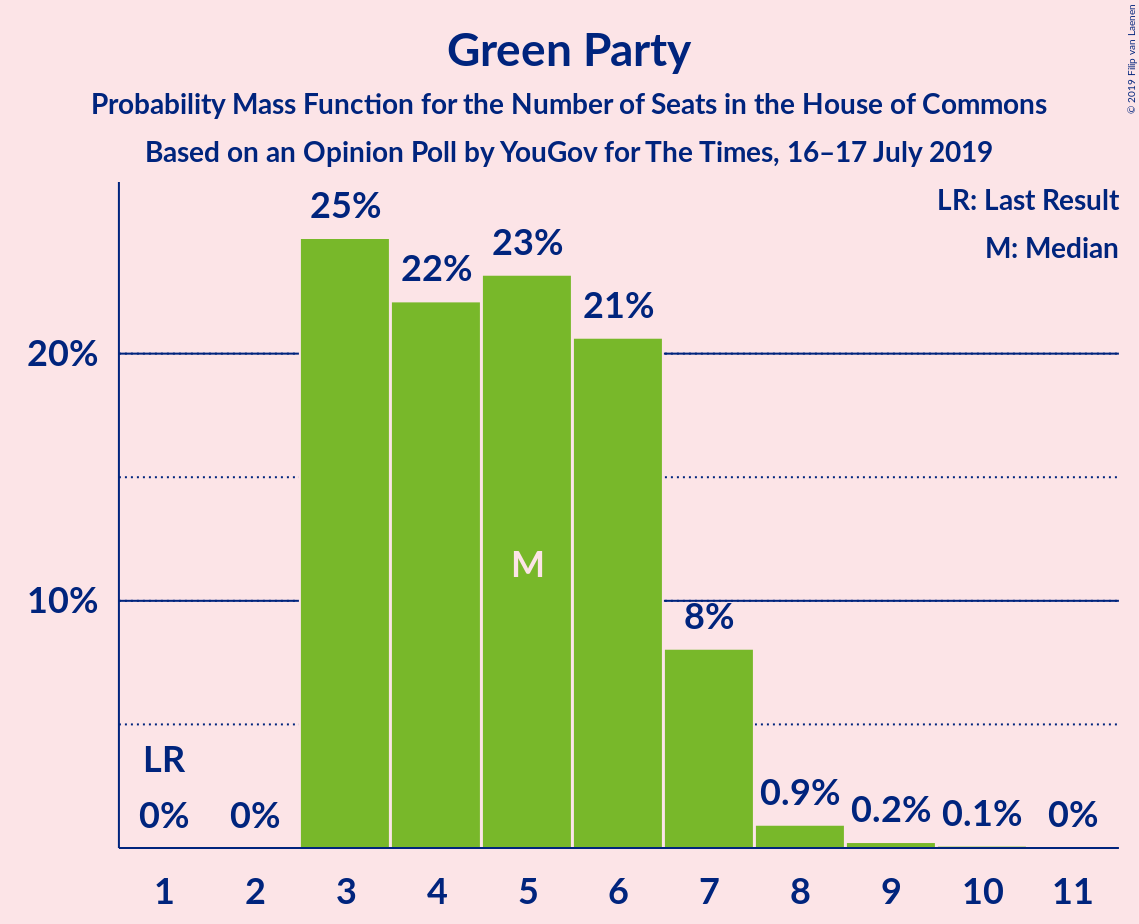 © 2019 Filip van Laenen
Green Party
Probability Mass Function for the Number of Seats in the House of Commons
Based on an Opinion Poll by YouGov for The Times, 16–17 July 2019
LR: Last Result
M: Median
25%
22%
23%
21%
8%
0.9%
0.2%
0.1%
0%
LR
0%
0%
M
20%
10%
1 2 3 4 5 6 7 8 9 10 11